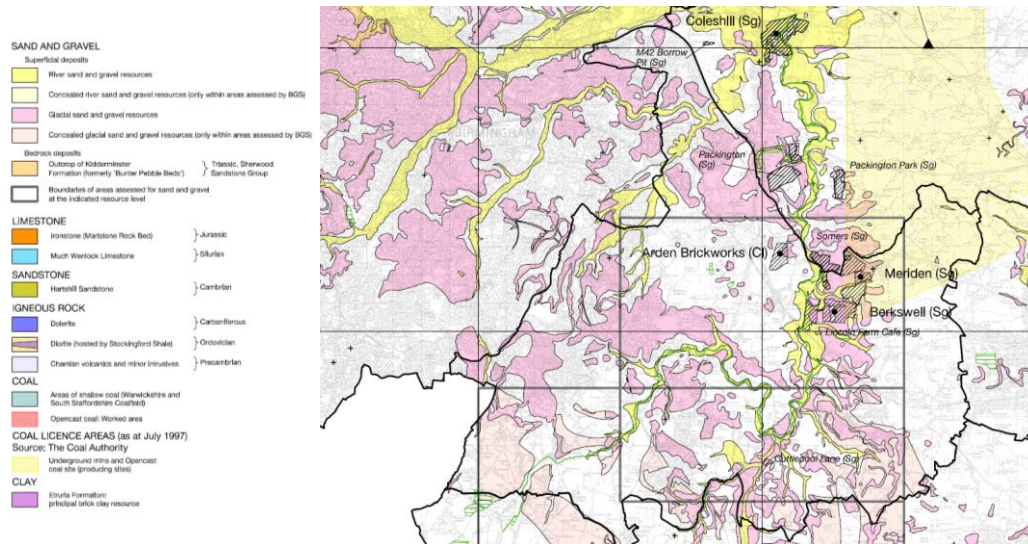 SAND AND GRAVEL
Superficial deposits
River sand and gravel resources
Concealed river sand and gravel resources (only within areas assessed by BGS)
Glacial sand and gravel resources
Concealed glacial sand and gravel resources (only within areas assessed by BGS)
Bedrock deposits
Outcrop of Kidderminster
Formation (formerly 'Bunter Pebble Beds')
Triassic, Sherwood
Sandstone Group
Boundaries of areas assessed for sand and gravel
at the indicated resource level
LIMESTONE
Ironstone (Marlstone Rock Bed)
Jurassic
Much Wenlock Limestone
Silurian
SANDSTONE
Hartshill Sandstone
Cambrian
IGNEOUS ROCK
Dolerite
Carboniferous
Diorite (hosted by Stockingford Shale)
Ordovician
Charnian volcanics and minor intrusives
Precambrian
COAL
Areas of shallow coal (Warwickshire and
South Staffordshire Coalfield)
Opencast coal: Worked area
COAL LICENCE AREAS (as at July 1997)
Source: The Coal Authority
Underground mine and Opencast
coal site (producing sites)
CLAY
Etruria Formation:
principal brick clay resource
Coleshill (Sg)
M42 Borrow
Pit (Sg)
BIRMINGHAM
Packington
(Sg)
Packington Park (Sg)
Somers (Sg)
Arden Brickworks (Cl)
Meriden (Sg)
Berkswell (Sg)
Lincoln Farm Cafe (Sg)
Cuttlepool Lane (Sg)